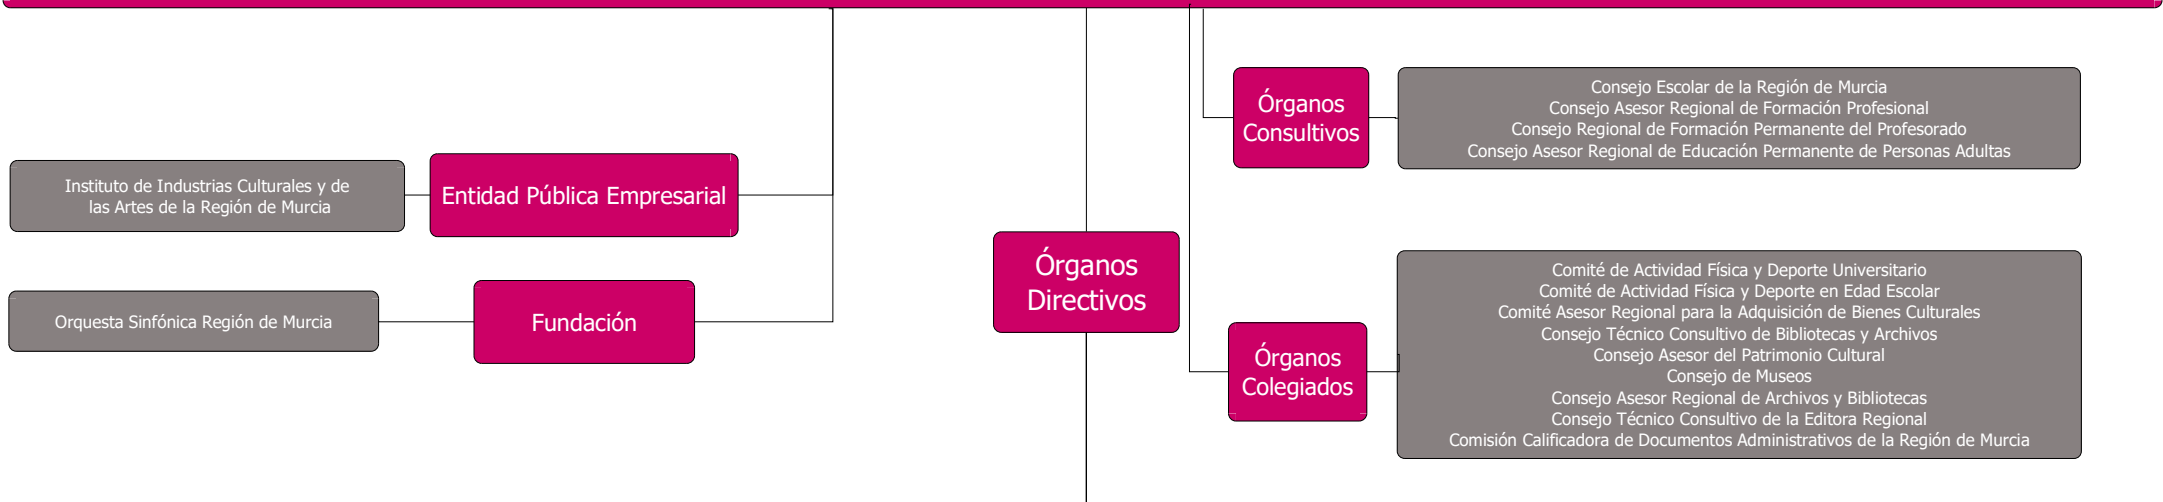 Órganos
Consultivos
Consejo Escolar de la Región de Murcia
Consejo Asesor Regional de Formación Profesional
Consejo Regional de Formación Permanente del Profesorado
Consejo Asesor Regional de Educación Permanente de Personas Adultas
Instituto de Industrias Culturales y de
las Artes de la Región de Murcia
Entidad Pública Empresarial
Órganos
Directivos
Orquesta Sinfónica Región de Murcia
Fundación
Órganos
Colegiados
Comité de Actividad Física y Deporte Universitario
Comité de Actividad Física y Deporte en Edad Escolar
Comité Asesor Regional para la Adquisición de Bienes Culturales
Consejo Técnico Consultivo de Bibliotecas y Archivos
Consejo Asesor del Patrimonio Cultural
Consejo de Museos
Consejo Asesor Regional de Archivos y Bibliotecas
Consejo Técnico Consultivo de la Editora Regional
Comisión Calificadora de Documentos Administrativos de la Región de Murcia